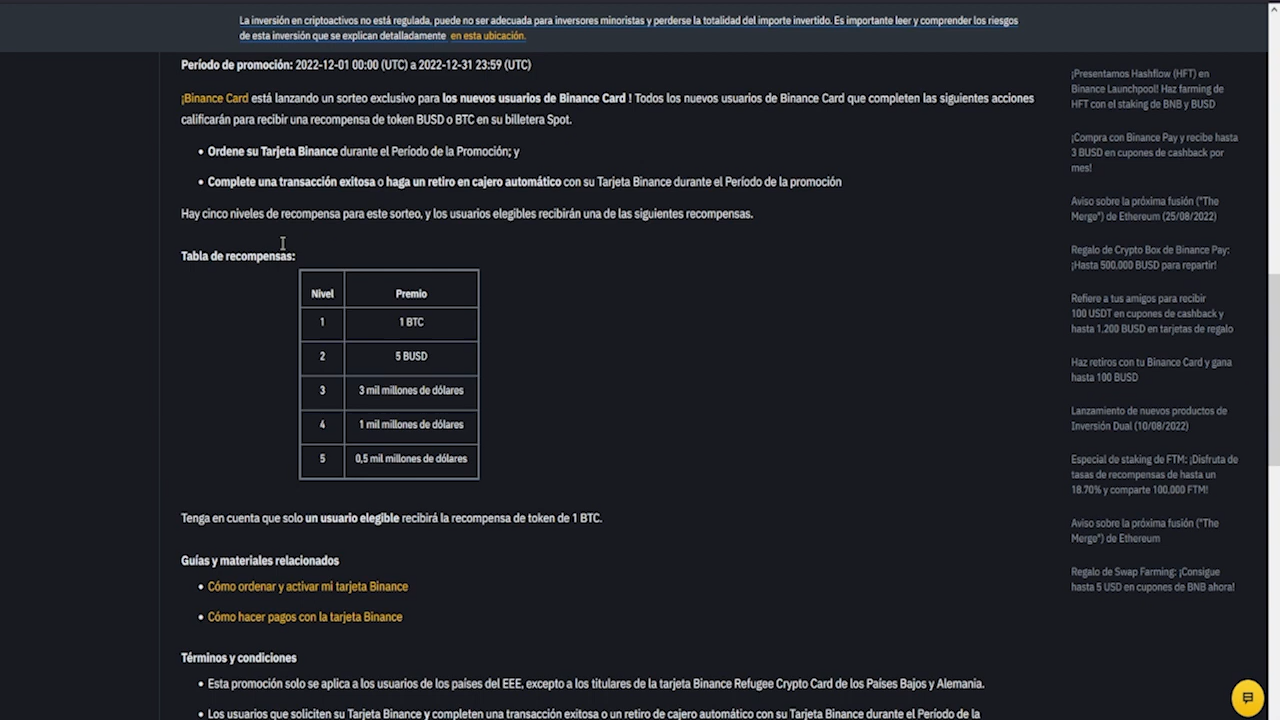 La inversión en criptoactivos no está regulada, puede no ser adecuada para inversores minoristas y perderse la totalidad del importe invertido. Es importante leer y comprender los riesgos
de esta inversión que se explican detalladamente en esta ubicación.
Período de promoción: 2022-12-01 00:00 (UTC) a 2022-12-31 23:59 (UTC)
¡Binance Card está lanzando un sorteo exclusivo para los nuevos usuarios de Binance Card ! Todos los nuevos usuarios de Binance Card que completen las siguientes acciones
calificarán para recibir una recompensa de token BUSD o BTC en su billetera Spot.
• Ordene su Tarjeta Binance durante el Período de la Promoción; y
• Complete una transacción exitosa o haga un retiro en cajero automático con su Tarjeta Binance durante el Período de la promoción
Hay cinco niveles de recompensa para este sorteo, y los usuarios elegibles recibirán una de las siguientes recompensas.
Tabla de recompensas:
Nivel Premio
1 1 BTC
2 5 BUSD
3 3 mil millones de dólares
4 1 mil millones de dólares
5 0,5 mil millones de dólares
Tenga en cuenta que solo un usuario elegible recibirá la recompensa de token de 1 BTC.
Guías y materiales relacionados
• Cómo ordenar y activar mi tarjeta Binance
• Cómo hacer pagos con la tarjeta Binance
Términos y condiciones
• Esta promoción solo se aplica a los usuarios de los países del EEE, excepto a los titulares de la tarjeta Binance Refugee Crypto Card de los Países Bajos y Alemania.
• Los usuarios que soliciten su Tarjeta Binance y completen una transacción exitosa o un retiro de cajero automático con su Tarjeta Binance durante el Período de la
¡Presentamos Hashflow (HFT) en
Binance Launchpool! Haz farming de
HFT con el staking de BNB y BUSD
¡Compra con Binance Pay y recibe hasta
3 BUSD en cupones de cashback por
mes!
Aviso sobre la próxima fusión ("The
Merge") de Ethereum (25/08/2022)
Regalo de Crypto Box de Binance Pay:
¡Hasta 500,000 BUSD para repartir!
Refiere a tus amigos para recibir
100 USDT en cupones de cashback y
hasta 1,200 BUSD en tarjetas de regalo
Haz retiros con tu Binance Card y gana
hasta 100 BUSD
Lanzamiento de nuevos productos de
Inversión Dual (10/08/2022)
Especial de staking de FTM: ¡Disfruta de
tasas de recompensas de hasta un
18.70% y comparte 100,000 FTM!
Aviso sobre la próxima fusión ("The
Merge") de Ethereum
Regalo de Swap Farming: ¡Consigue
hasta 5 USD en cupones de BNB ahora!